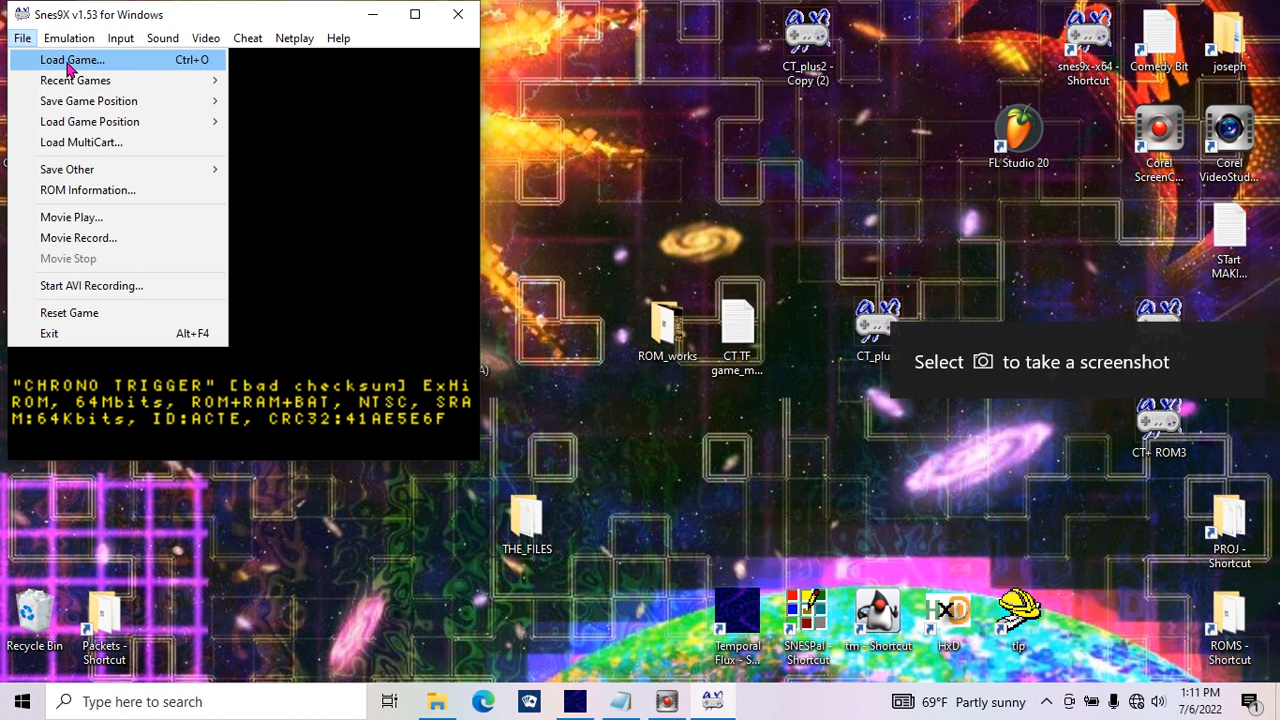 Snes9X v1.53 for Windows
File Emulation Input Sound Video Cheat Netplay Help
Load Game... Ctrl+O
Recent Games
Save Game Position
Load Game Position
Load MultiCart...
Save Other
ROM Information...
Movie Play...
Movie Record...
Movie Stop
Start AVI Recording...
Reset Game
Exit Alt+F4
"CHRONO TRIGGER" [bad checksum] ExHi
ROM, 64Mbits, ROM+RAM+BAT, NTSC, SRA
M:64Kbits, ID:ACTE, CRC32:41AE5E6F
CT_plus2 -
Copy (2)
snes9x-x64 -
Shortcut
Comedy Bit
joseph
FL Studio 20
Corel
ScreenC...
Corel
VideoStud...
STart
MAKI...
ROM_works
CT TF
game_m...
CT_plu
Select to take a screenshot
CT+ ROM3
THE_FILES
PROJ -
Shortcut
Recycle Bin
Packets -
Shortcut
Temporal
Flux - S...
SNESPal -
Shortcut
tm - Shortcut
HxD
tlp
ROMS -
Shortcut
Type here to search
69°F Partly sunny
1:11 PM
7/6/2022
1